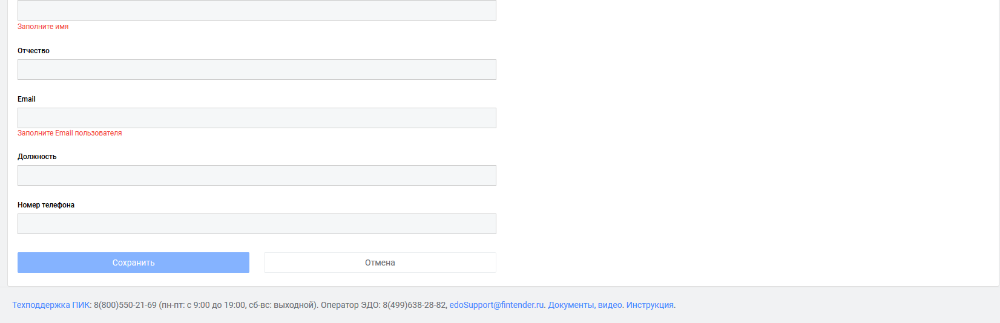 Заполните имя
Отчество
Email
Заполните Email пользователя
Должность
Номер телефона
Сохранить
Отмена
Техподдержка ПИК: 8(800)550-21-69 (пн-пт: с 9:00 до 19:00, сб-вс: выходной). Оператор ЭДО: 8(499)638-28-82, edoSupport@fintender.ru. Документы, видео. Инструкция.